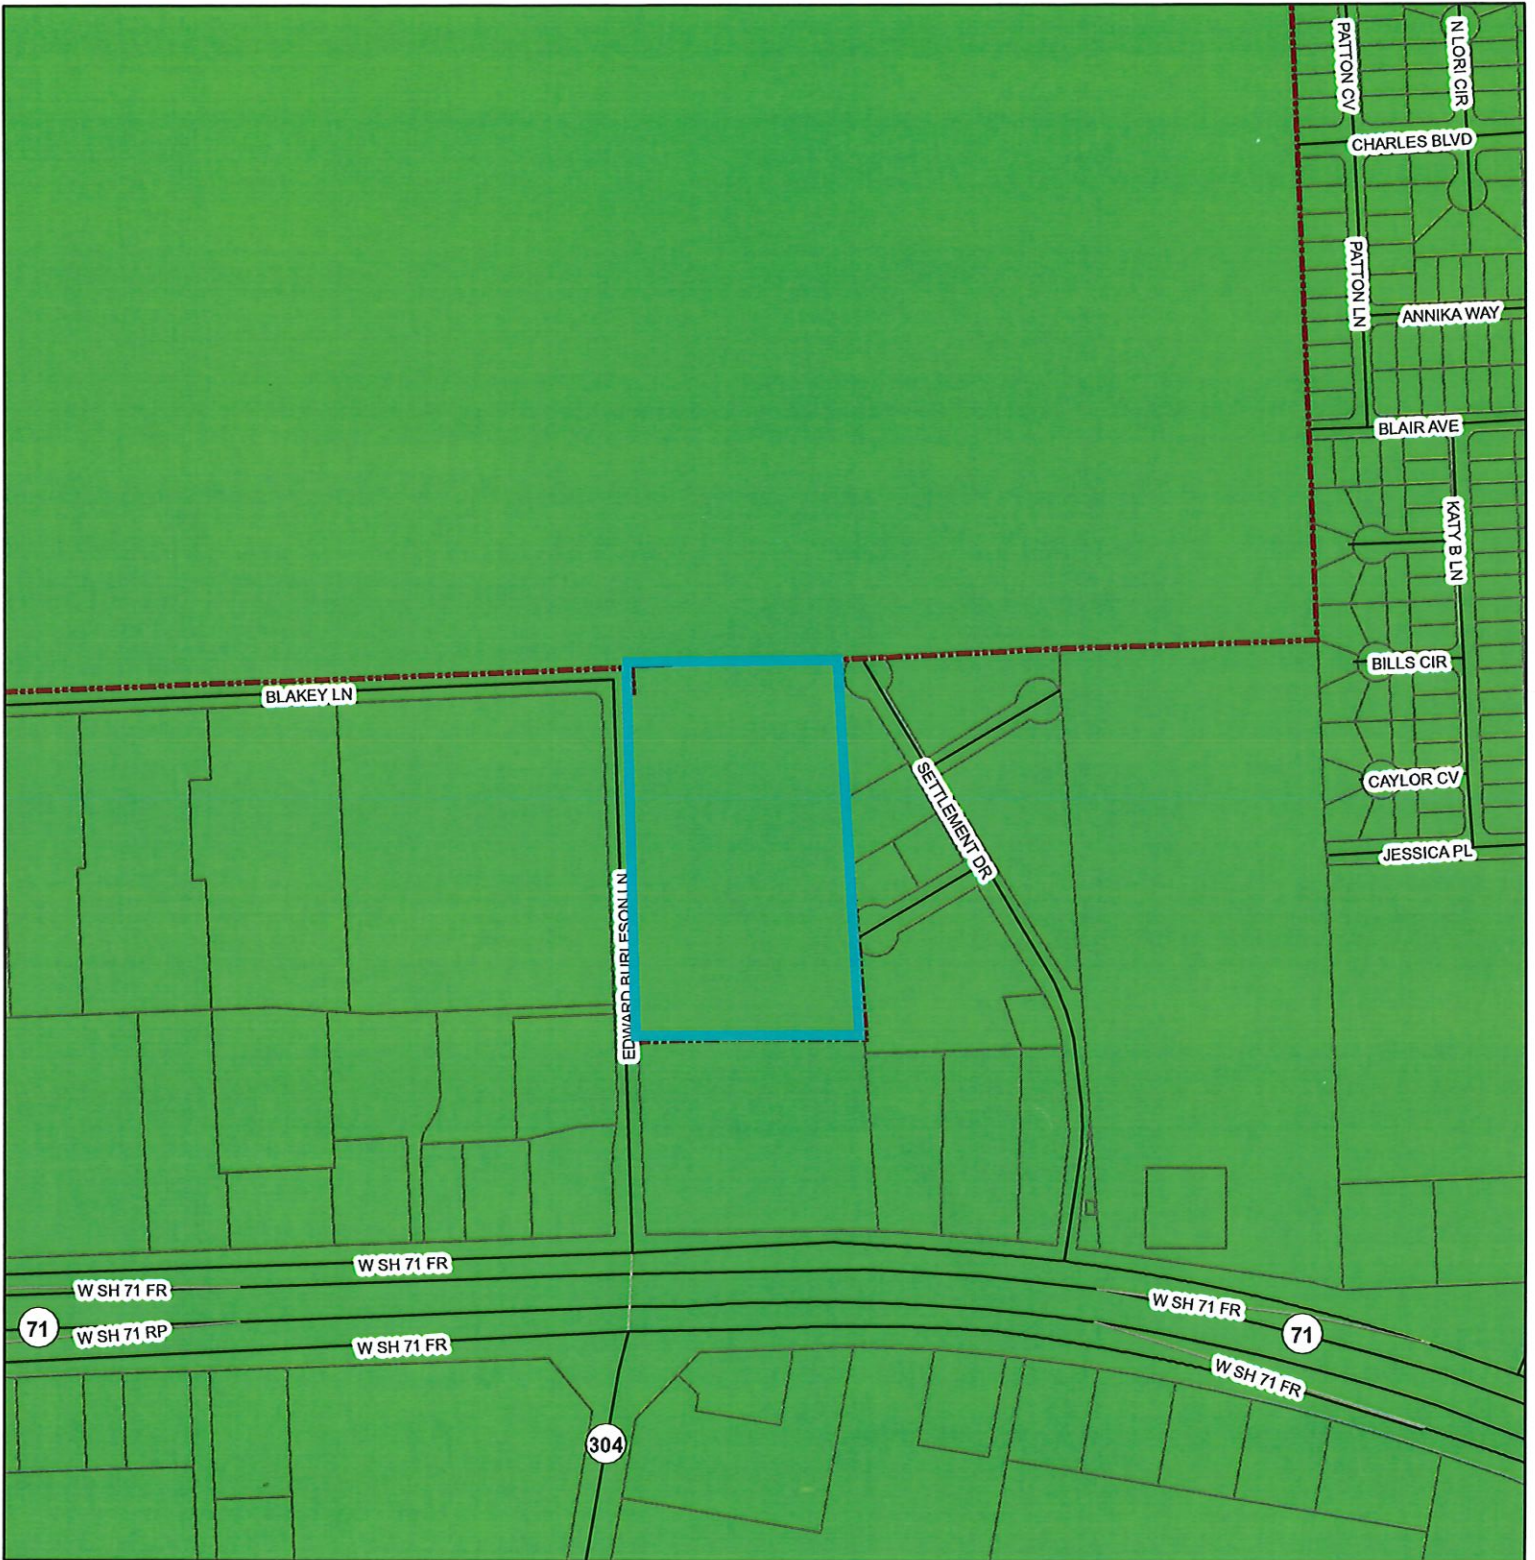 PATTON CV
N LORI CIR
CHARLES BLVD
PATTON LN
ANNIKA WAY
BLAIR AVE
KATY B LN
BILLS CIR
BLAKEY LN
CAYLOR CV
SETTLEMENT DR
JESSICA PL
EDWARD BURLESON LN
W SH 71 FR
W SH 71 FR
W SH 71 FR
71
W SH 71 RP
71
W SH 71 FR
W SH 71 FR
304